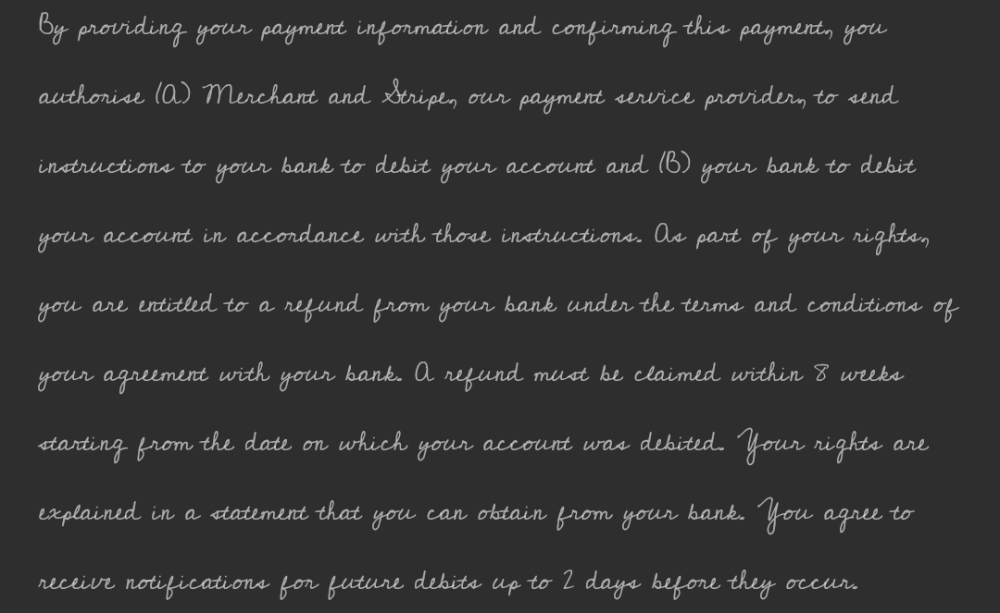 By providing your payment information and confirming this payment, you
authorise (A) Merchant and Stripe, our payment service provider, to send
instructions to your bank to debit your account and (B) your bank to debit
your account in accordance with those instructions. As part of your rights,
you are entitled to a refund from your bank under the terms and conditions of
your agreement with your bank. A refund must be claimed within 8 weeks
starting from the date on which your account was debited. Your rights are
explained in a statement that you can obtain from your bank. You agree to
receive notifications for future debits up to 2 days before they occur.